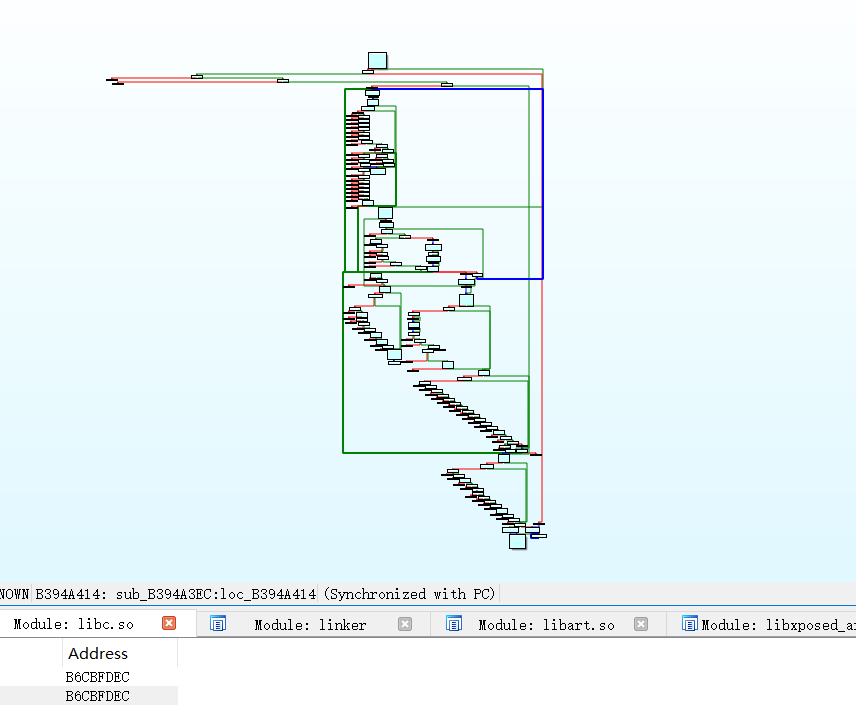 NOWN B394A414: sub_B394A3EC:loc_B394A414 (Synchronized with PC)
Module: libc.so Module: linker Module: libart.so Module: libxposed_a
Address
B6CBFDEC
B6CBFDEC